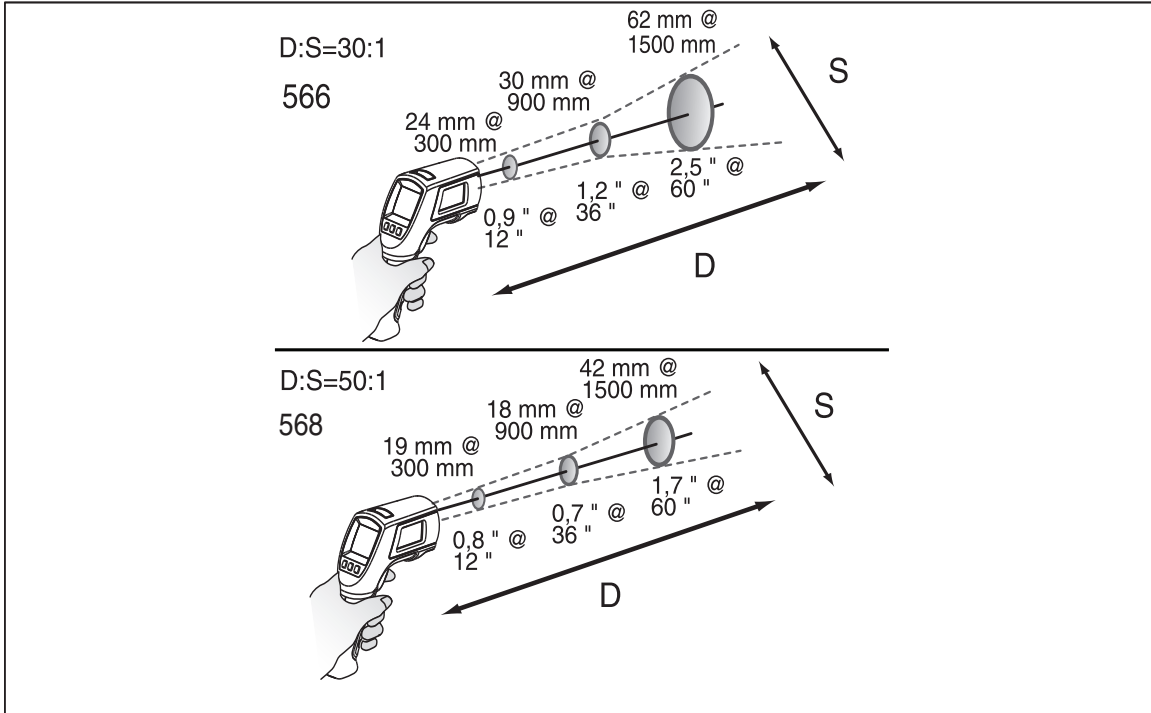 D:S=30:1
566
24 mm @
300 mm
30 mm @
900 mm
62 mm @
1500 mm
S
0,9 " @
12 "
1,2 " @
36 "
2,5 " @
60 "
D
D:S=50:1
568
19 mm @
300 mm
18 mm @
900 mm
42 mm @
1500 mm
S
0,8 " @
12 "
0,7 " @
36 "
1,7 " @
60 "
D